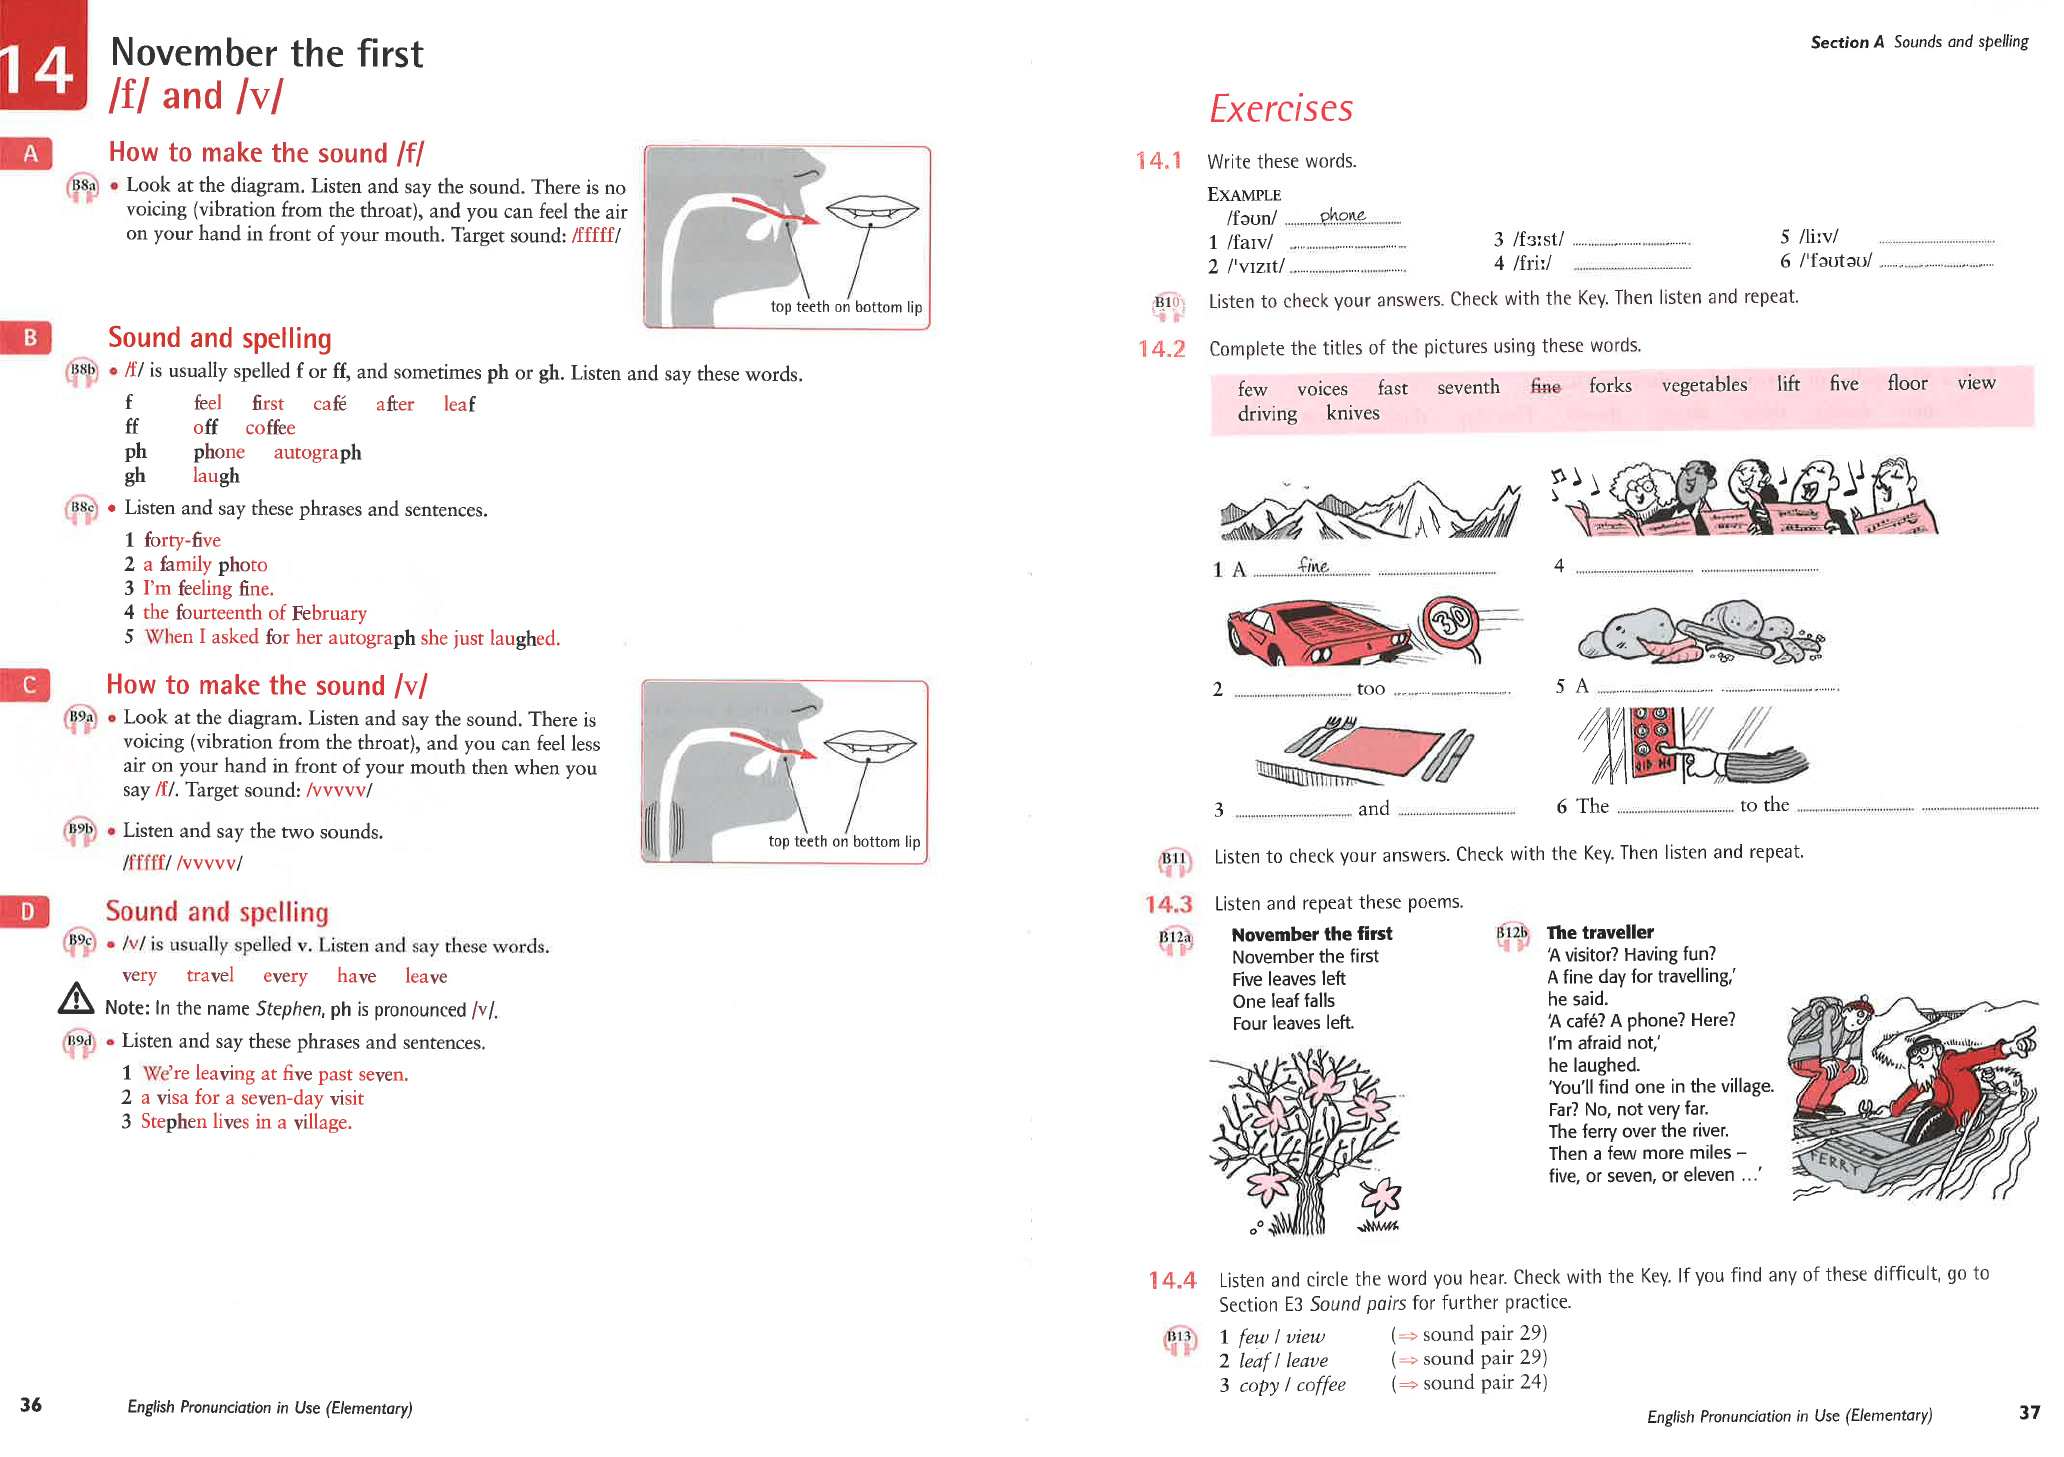 14
November the first
/f/ and /v/
A
How to make the sound /f/
B8a
• Look at the diagram. Listen and say the sound. There is no
voicing (vibration from the throat), and you can feel the air
on your hand in front of your mouth. Target sound: /fffff/
top teeth on bottom lip
B
Sound and spelling
B8b
• /f/ is usually spelled f or ff, and sometimes ph or gh. Listen and say these words.
f feel first café after leaf
ff off coffee
ph phone autograph
gh laugh
B8c
• Listen and say these phrases and sentences.
1 forty-five
2 a family photo
3 I'm feeling fine.
4 the fourteenth of February
5 When I asked for her autograph she just laughed.
C
How to make the sound /v/
B9a
• Look at the diagram. Listen and say the sound. There is
voicing (vibration from the throat), and you can feel less
air on your hand in front of your mouth then when you
say /f/. Target sound: /vvvvv/
top teeth on bottom lip
B9b
• Listen and say the two sounds.
/fffff/ /vvvvv/
D
Sound and spelling
B9c
• /v/ is usually spelled v. Listen and say these words.
very travel every have leave
Note: In the name Stephen, ph is pronounced /v/.
B9d
• Listen and say these phrases and sentences.
1 We're leaving at five past seven.
2 a visa for a seven-day visit
3 Stephen lives in a village.
36 English Pronunciation in Use (Elementary)
Section A Sounds and spelling
Exercises
14.1 Write these words.
EXAMPLE
/fəʊn/ phone
1 /faɪv/ 3 /fɜːst/ 5 /liːv/
2 /'vɪzɪt/ 4 /friː/ 6 /'fəʊtəʊ/
B10 Listen to check your answers. Check with the Key. Then listen and repeat.
14.2 Complete the titles of the pictures using these words.
few voices fast seventh fine forks vegetables lift five floor view
driving knives
1 A fine
4
30
2 too
5 A
3 and
6 The to the
B11 Listen to check your answers. Check with the Key. Then listen and repeat.
14.3 Listen and repeat these poems.
B12a
November the first
November the first
Five leaves left
One leaf falls
Four leaves left.
B12b
The traveller
'A visitor? Having fun?
A fine day for travelling,'
he said.
'A café? A phone? Here?
I'm afraid not,'
he laughed.
'You'll find one in the village.
Far? No, not very far.
The ferry over the river.
Then a few more miles –
five, or seven, or eleven ...'
FERRY
14.4 Listen and circle the word you hear. Check with the Key. If you find any of these difficult, go to
Section E3 Sound pairs for further practice.
B13
1 few / view (⇒ sound pair 29)
2 leaf / leave (⇒ sound pair 29)
3 copy / coffee (⇒ sound pair 24)
English Pronunciation in Use (Elementary) 37